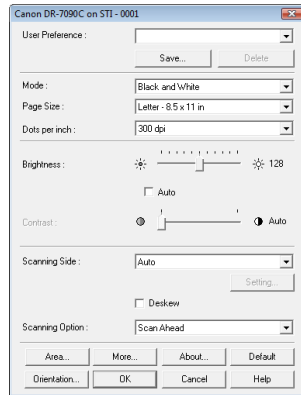 Canon DR-7090C on STI - 0001
User Preference :
Save... Delete
Mode : Black and White
Page Size : Letter - 8.5 x 11 in
Dots per inch : 300 dpi
Brightness : 128
Auto
Contrast : Auto
Scanning Side : Auto
Setting...
Deskew
Scanning Option : Scan Ahead
Area... More... About... Default
Orientation... OK Cancel Help